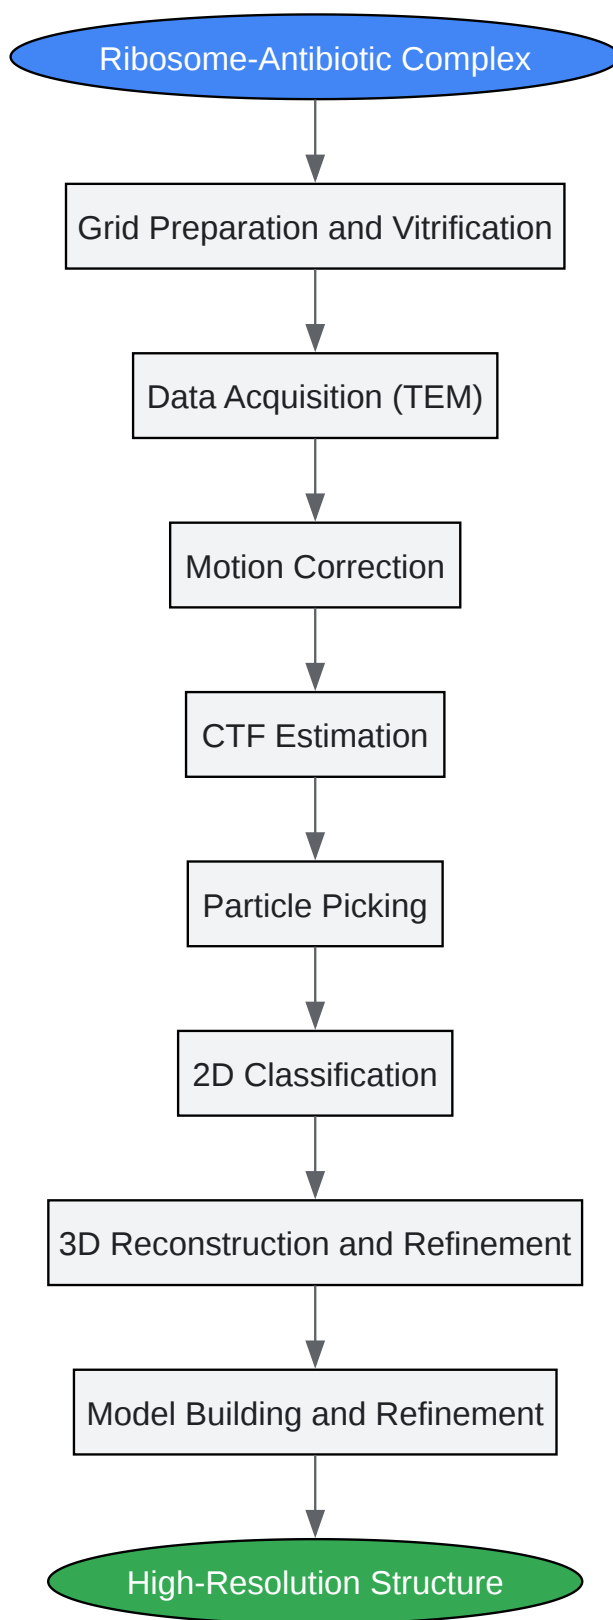 Ribosome-Antibiotic Complex
Grid Preparation and Vitrification
Data Acquisition (TEM)
Motion Correction
CTF Estimation
Particle Picking
2D Classification
3D Reconstruction and Refinement
Model Building and Refinement
High-Resolution Structure